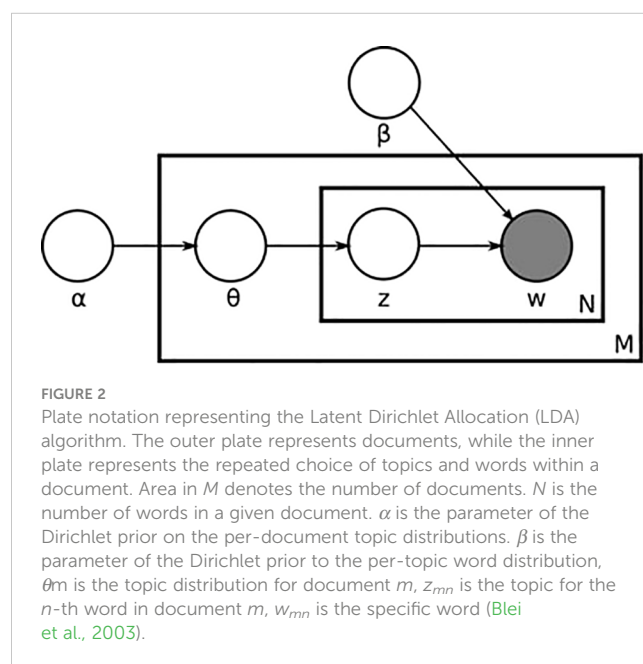 β
α
θ
z
w
N
M
FIGURE 2
Plate notation representing the Latent Dirichlet Allocation (LDA)
algorithm. The outer plate represents documents, while the inner
plate represents the repeated choice of topics and words within a
document. Area in M denotes the number of documents. N is the
number of words in a given document. α is the parameter of the
Dirichlet prior on the per-document topic distributions. β is the
parameter of the Dirichlet prior to the per-topic word distribution,
θm is the topic distribution for document m, zmn is the topic for the
n-th word in document m, wmn is the specific word (Blei
et al., 2003).